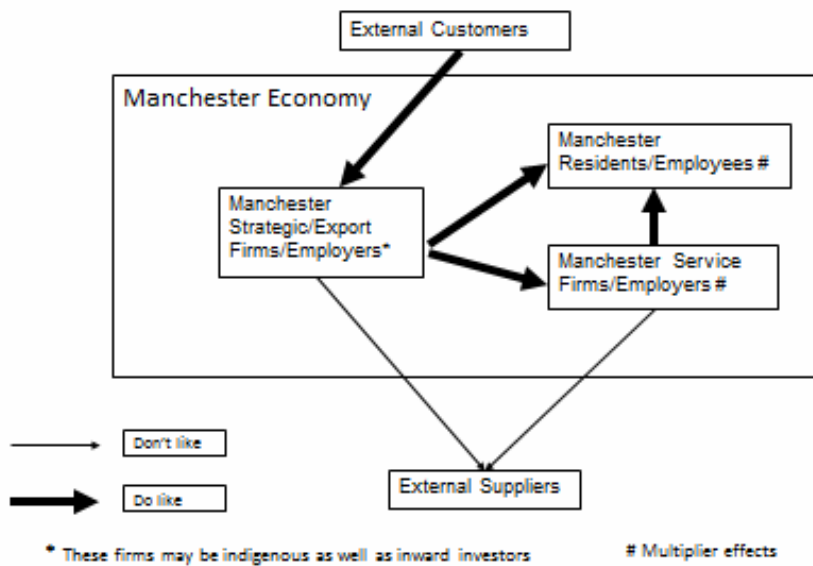 External Customers
Manchester Economy
Manchester
Residents/Employees #
Manchester
Strategic/Export
Firms/Employers*
Manchester Service
Firms/Employers #
Don't like
External Suppliers
Do like
* These firms may be indigenous as well as inward investors
# Multiplier effects